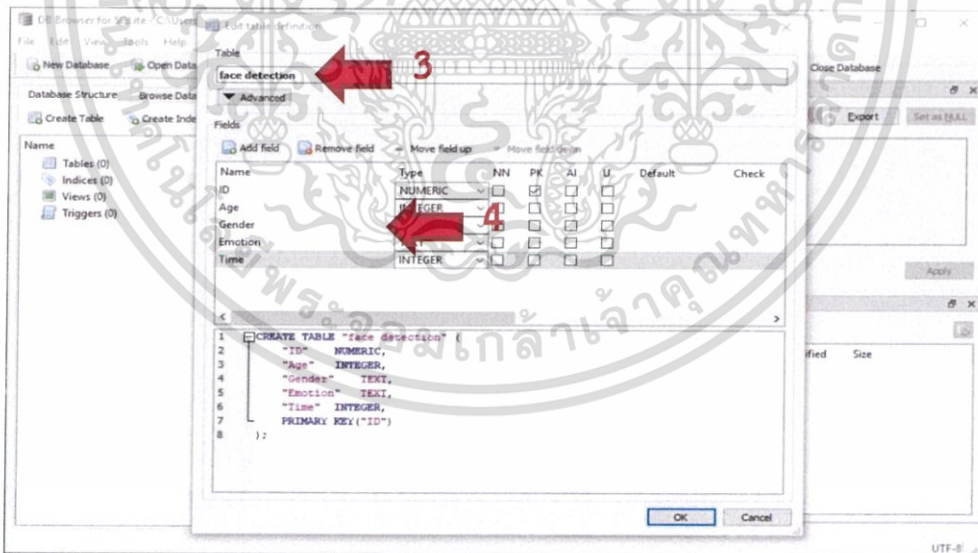 DB Browser for SQLite - C:\Users
Edit table definition
File Edit View Tools Help
Table
New Database Open Data
face detection
3
Close Database
Advanced
Database Structure Browse Data
Create Table Create Inde
Fields
Export Set as NULL
Add field Remove field Move field up Move field down
Name
Tables (0)
Indices (0)
Views (0)
Triggers (0)
Name Type NN PK AI U Default Check
ID NUMERIC
Age INTEGER
Gender
4
Emotion
Time INTEGER
Apply
1 CREATE TABLE "face detection" (
2 "ID" NUMERIC,
3 "Age" INTEGER,
4 "Gender" TEXT,
5 "Emotion" TEXT,
6 "Time" INTEGER,
7 PRIMARY KEY("ID")
8 );
ified Size
OK Cancel
UTF-8